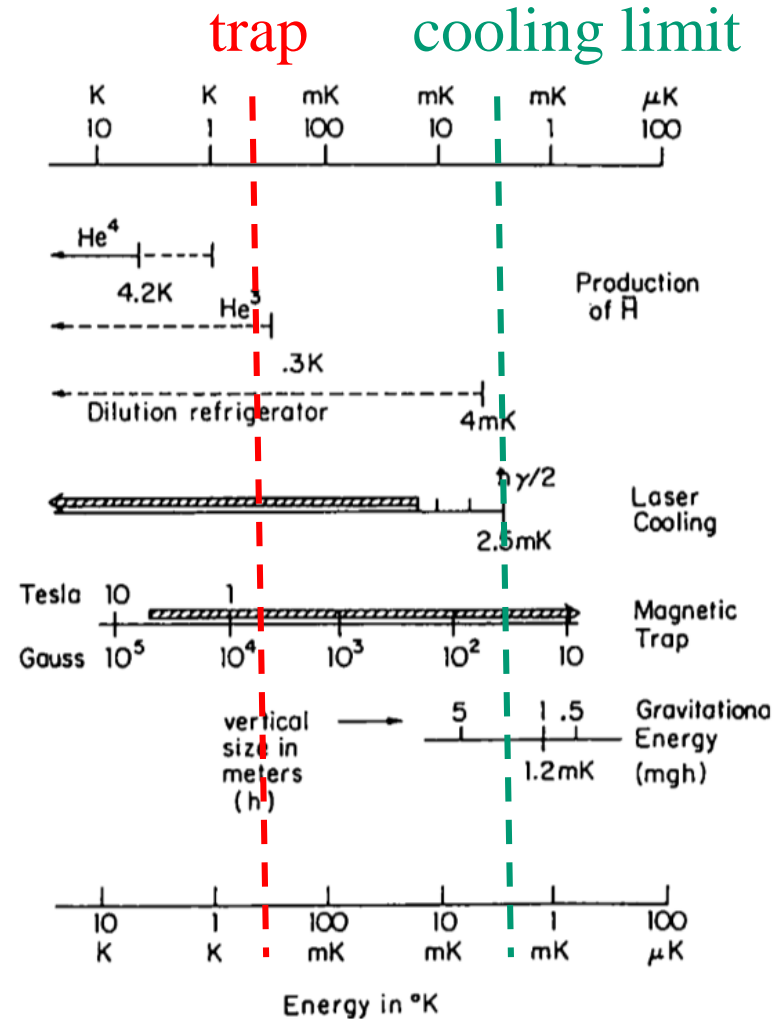 trap cooling limit
K K mK mK mK μK
10 1 100 10 1 100
He⁴
4.2K
Production
of H̄
He³
.3K
Dilution refrigerator
4mK
ħγ/2
Laser
Cooling
2.5mK
Tesla 10 1
Magnetic
Trap
Gauss 10⁵ 10⁴ 10³ 10² 10
vertical
size in
meters
(h)
5 1 .5
Gravitationa
Energy
(mgh)
1.2mK
10 1 100 10 1 100
K K mK mK mK μK
Energy in °K